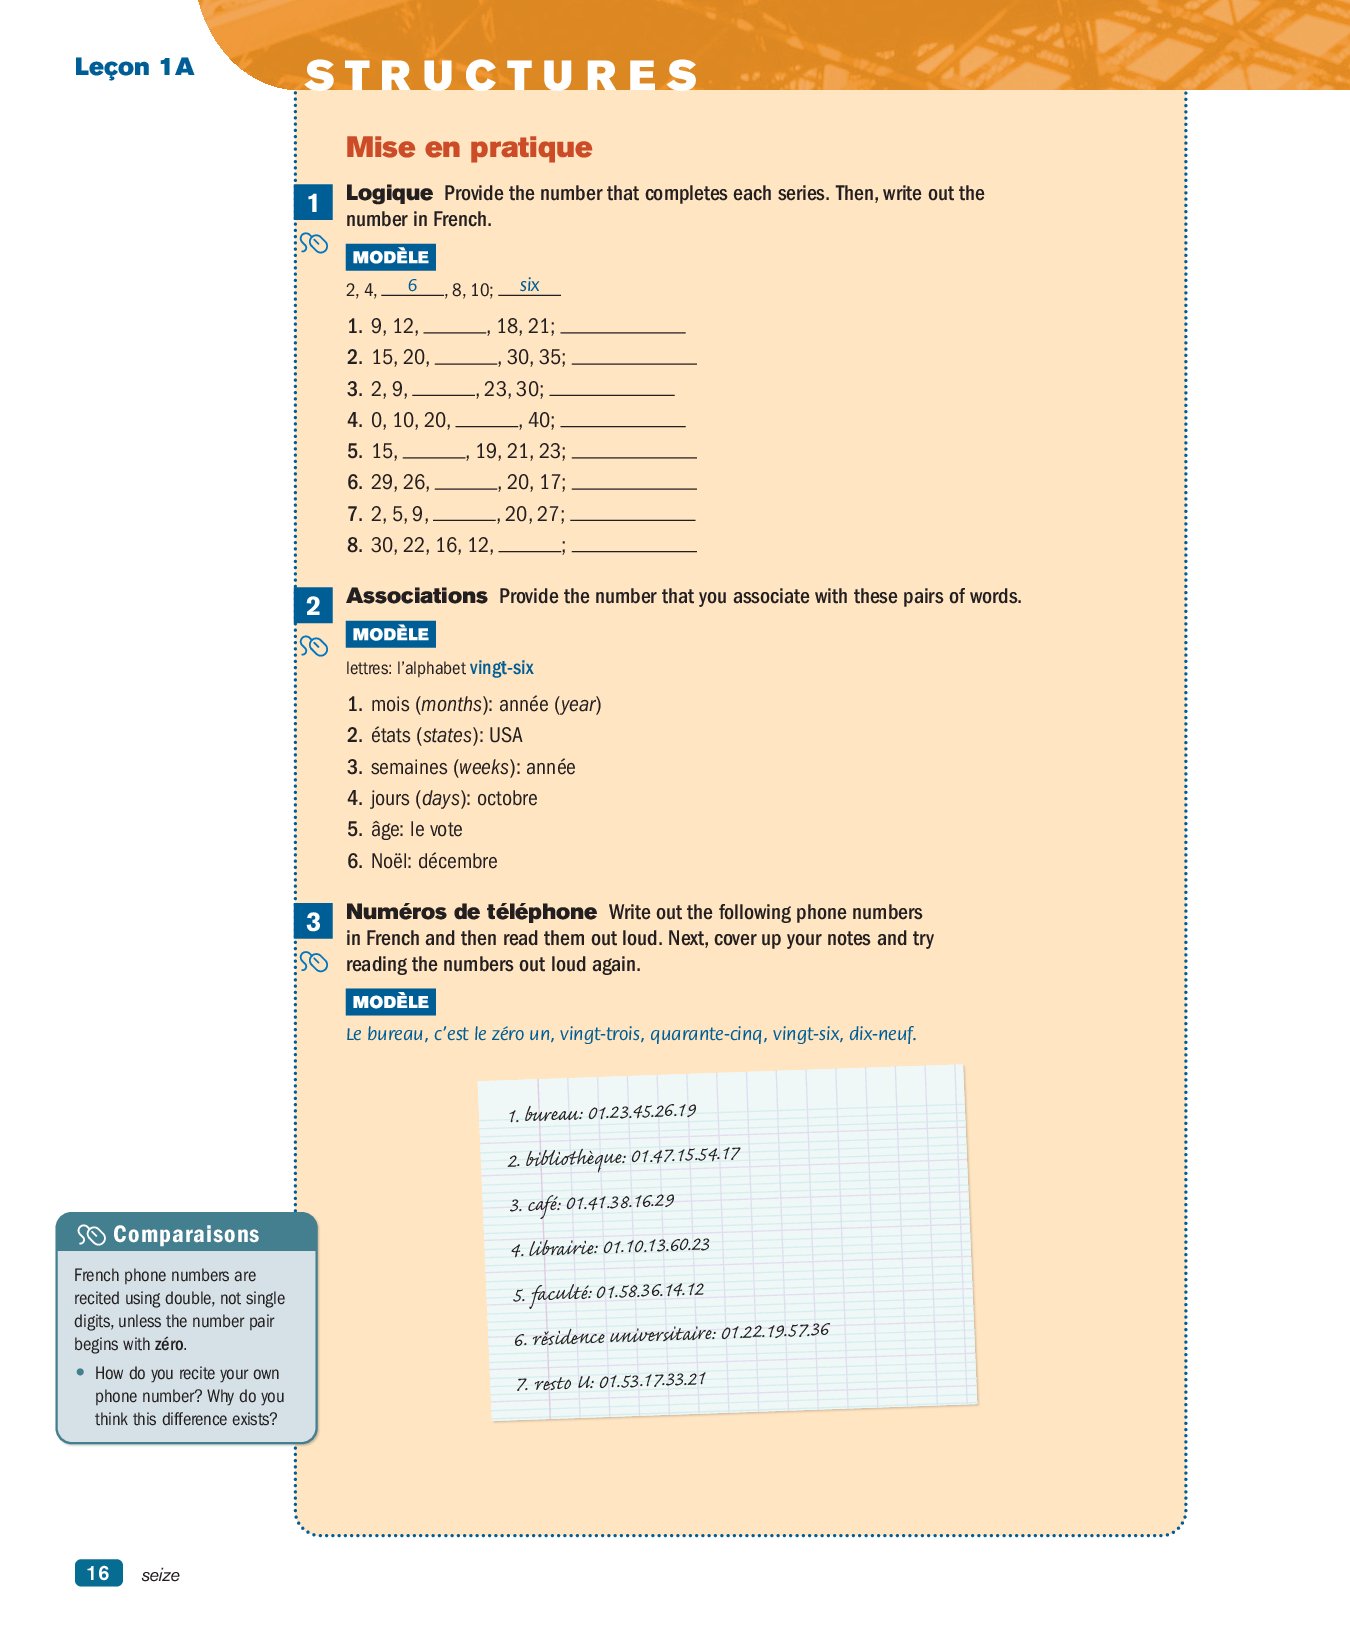 Leçon 1A
STRUCTURES
Mise en pratique
1
Logique Provide the number that completes each series. Then, write out the
number in French.
MODÈLE
2, 4, 6, 8, 10; six
1. 9, 12, ______, 18, 21; ____________
2. 15, 20, ______, 30, 35; ____________
3. 2, 9, ______, 23, 30; ____________
4. 0, 10, 20, ______, 40; ____________
5. 15, ______, 19, 21, 23; ____________
6. 29, 26, ______, 20, 17; ____________
7. 2, 5, 9, ______, 20, 27; ____________
8. 30, 22, 16, 12, ______; ____________
2
Associations Provide the number that you associate with these pairs of words.
MODÈLE
lettres: l'alphabet vingt-six
1. mois (months): année (year)
2. états (states): USA
3. semaines (weeks): année
4. jours (days): octobre
5. âge: le vote
6. Noël: décembre
3
Numéros de téléphone Write out the following phone numbers
in French and then read them out loud. Next, cover up your notes and try
reading the numbers out loud again.
MODÈLE
Le bureau, c'est le zéro un, vingt-trois, quarante-cinq, vingt-six, dix-neuf.
1. bureau: 01.23.45.26.19
2. bibliothèque: 01.47.15.54.17
3. café: 01.41.38.16.29
4. librairie: 01.10.13.60.23
5. faculté: 01.58.36.14.12
6. résidence universitaire: 01.22.19.57.36
7. resto U: 01.53.17.33.21
Comparaisons
French phone numbers are
recited using double, not single
digits, unless the number pair
begins with zéro.
• How do you recite your own
phone number? Why do you
think this difference exists?
16 seize